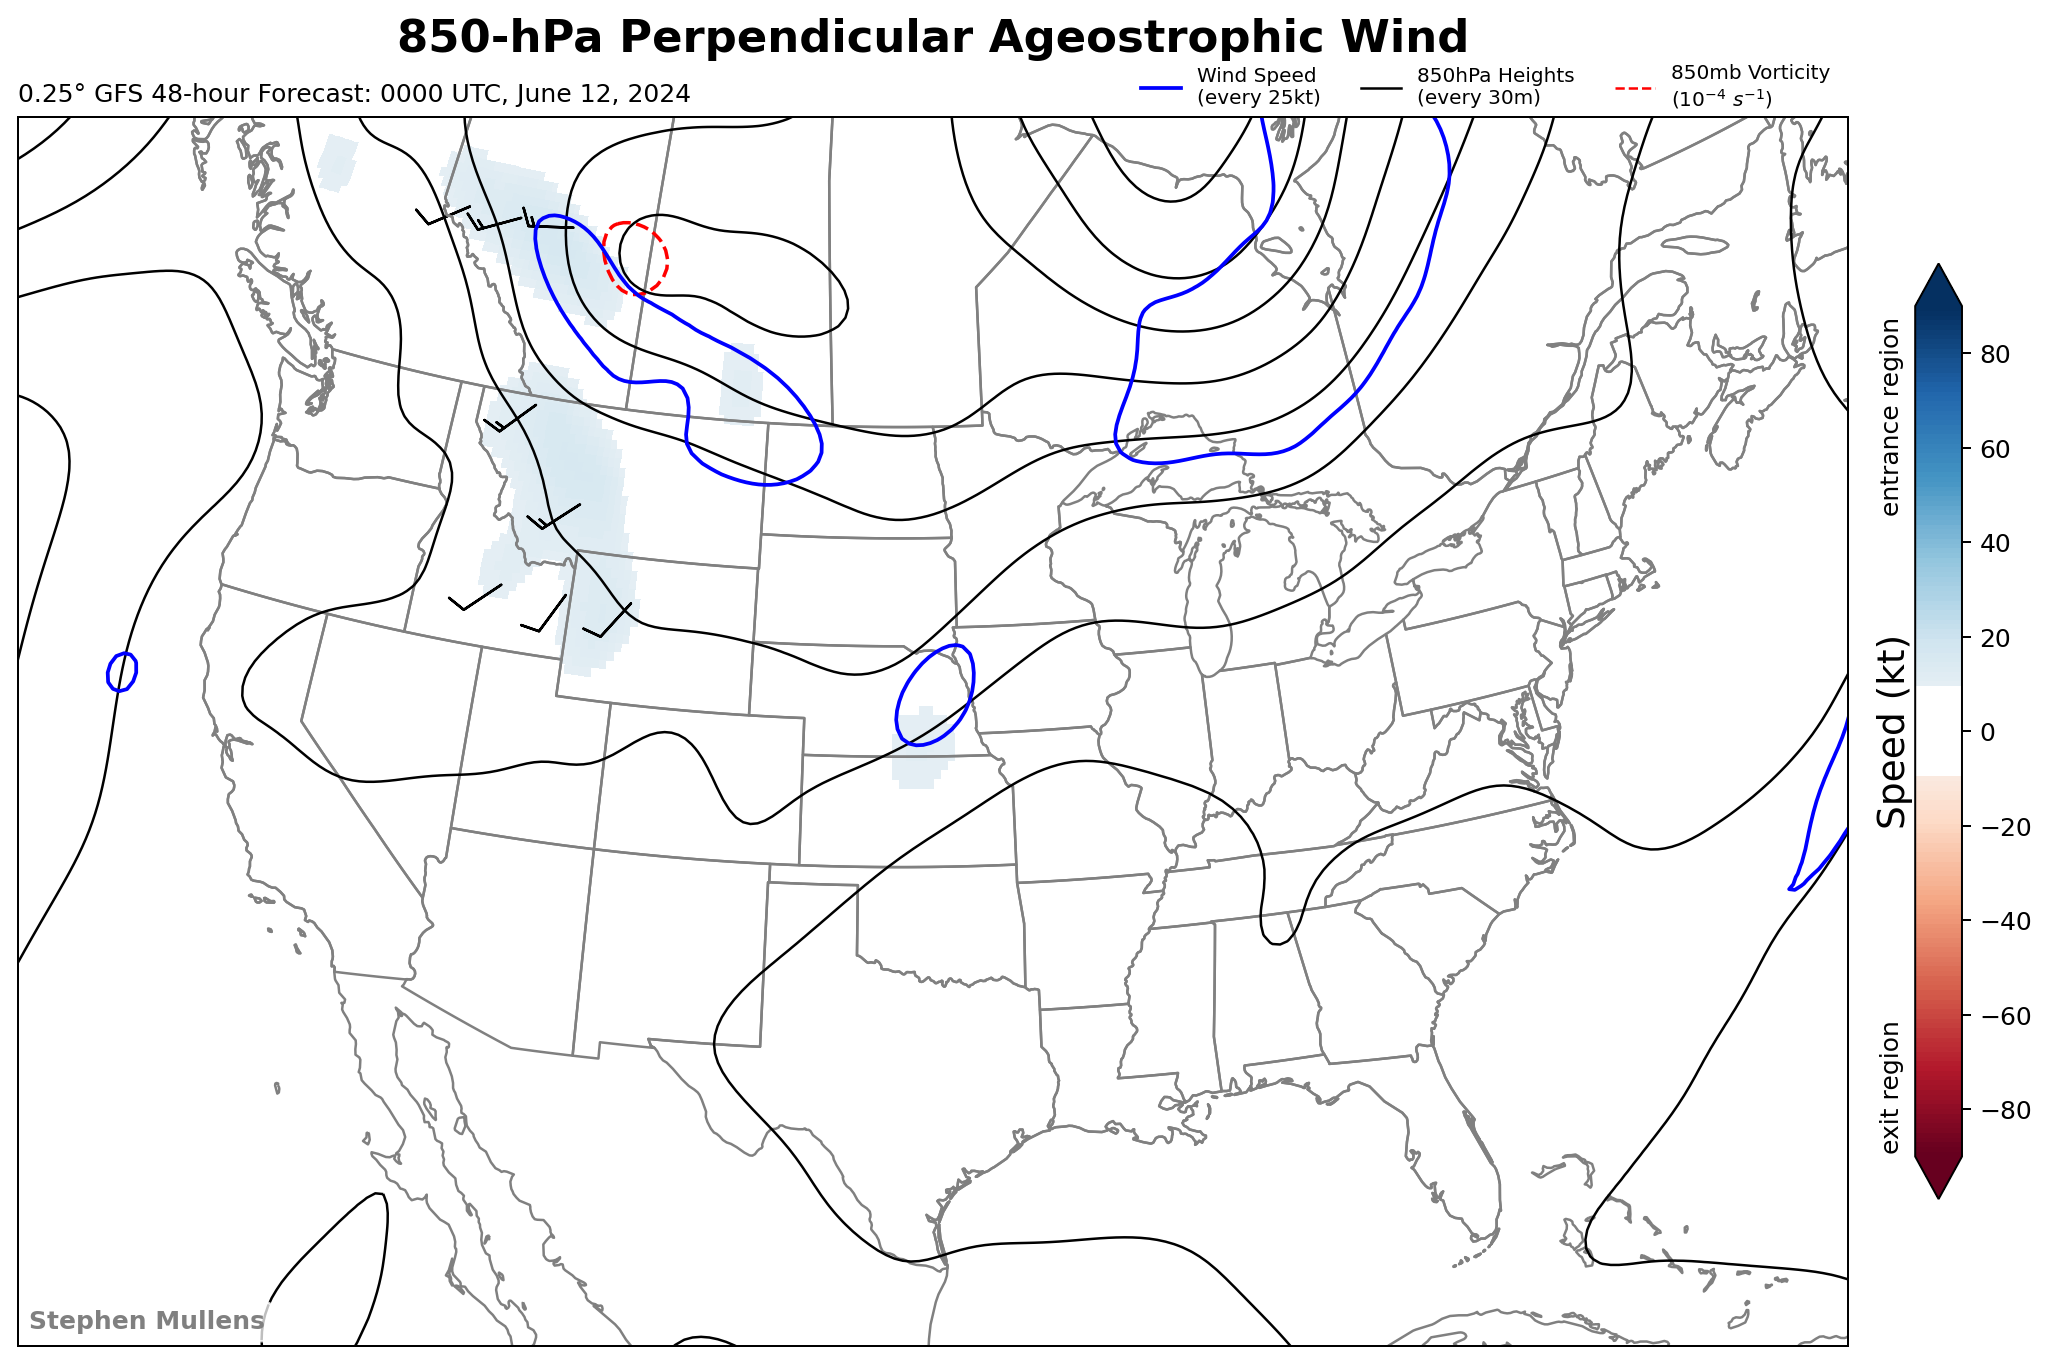 850-hPa Perpendicular Ageostrophic Wind
0.25° GFS 48-hour Forecast: 0000 UTC, June 12, 2024
Wind Speed
(every 25kt)
850hPa Heights
(every 30m)
850mb Vorticity
(10⁻⁴ s⁻¹)
entrance region
Speed (kt)
exit region
80
60
40
20
0
−20
−40
−60
−80
Stephen Mullens